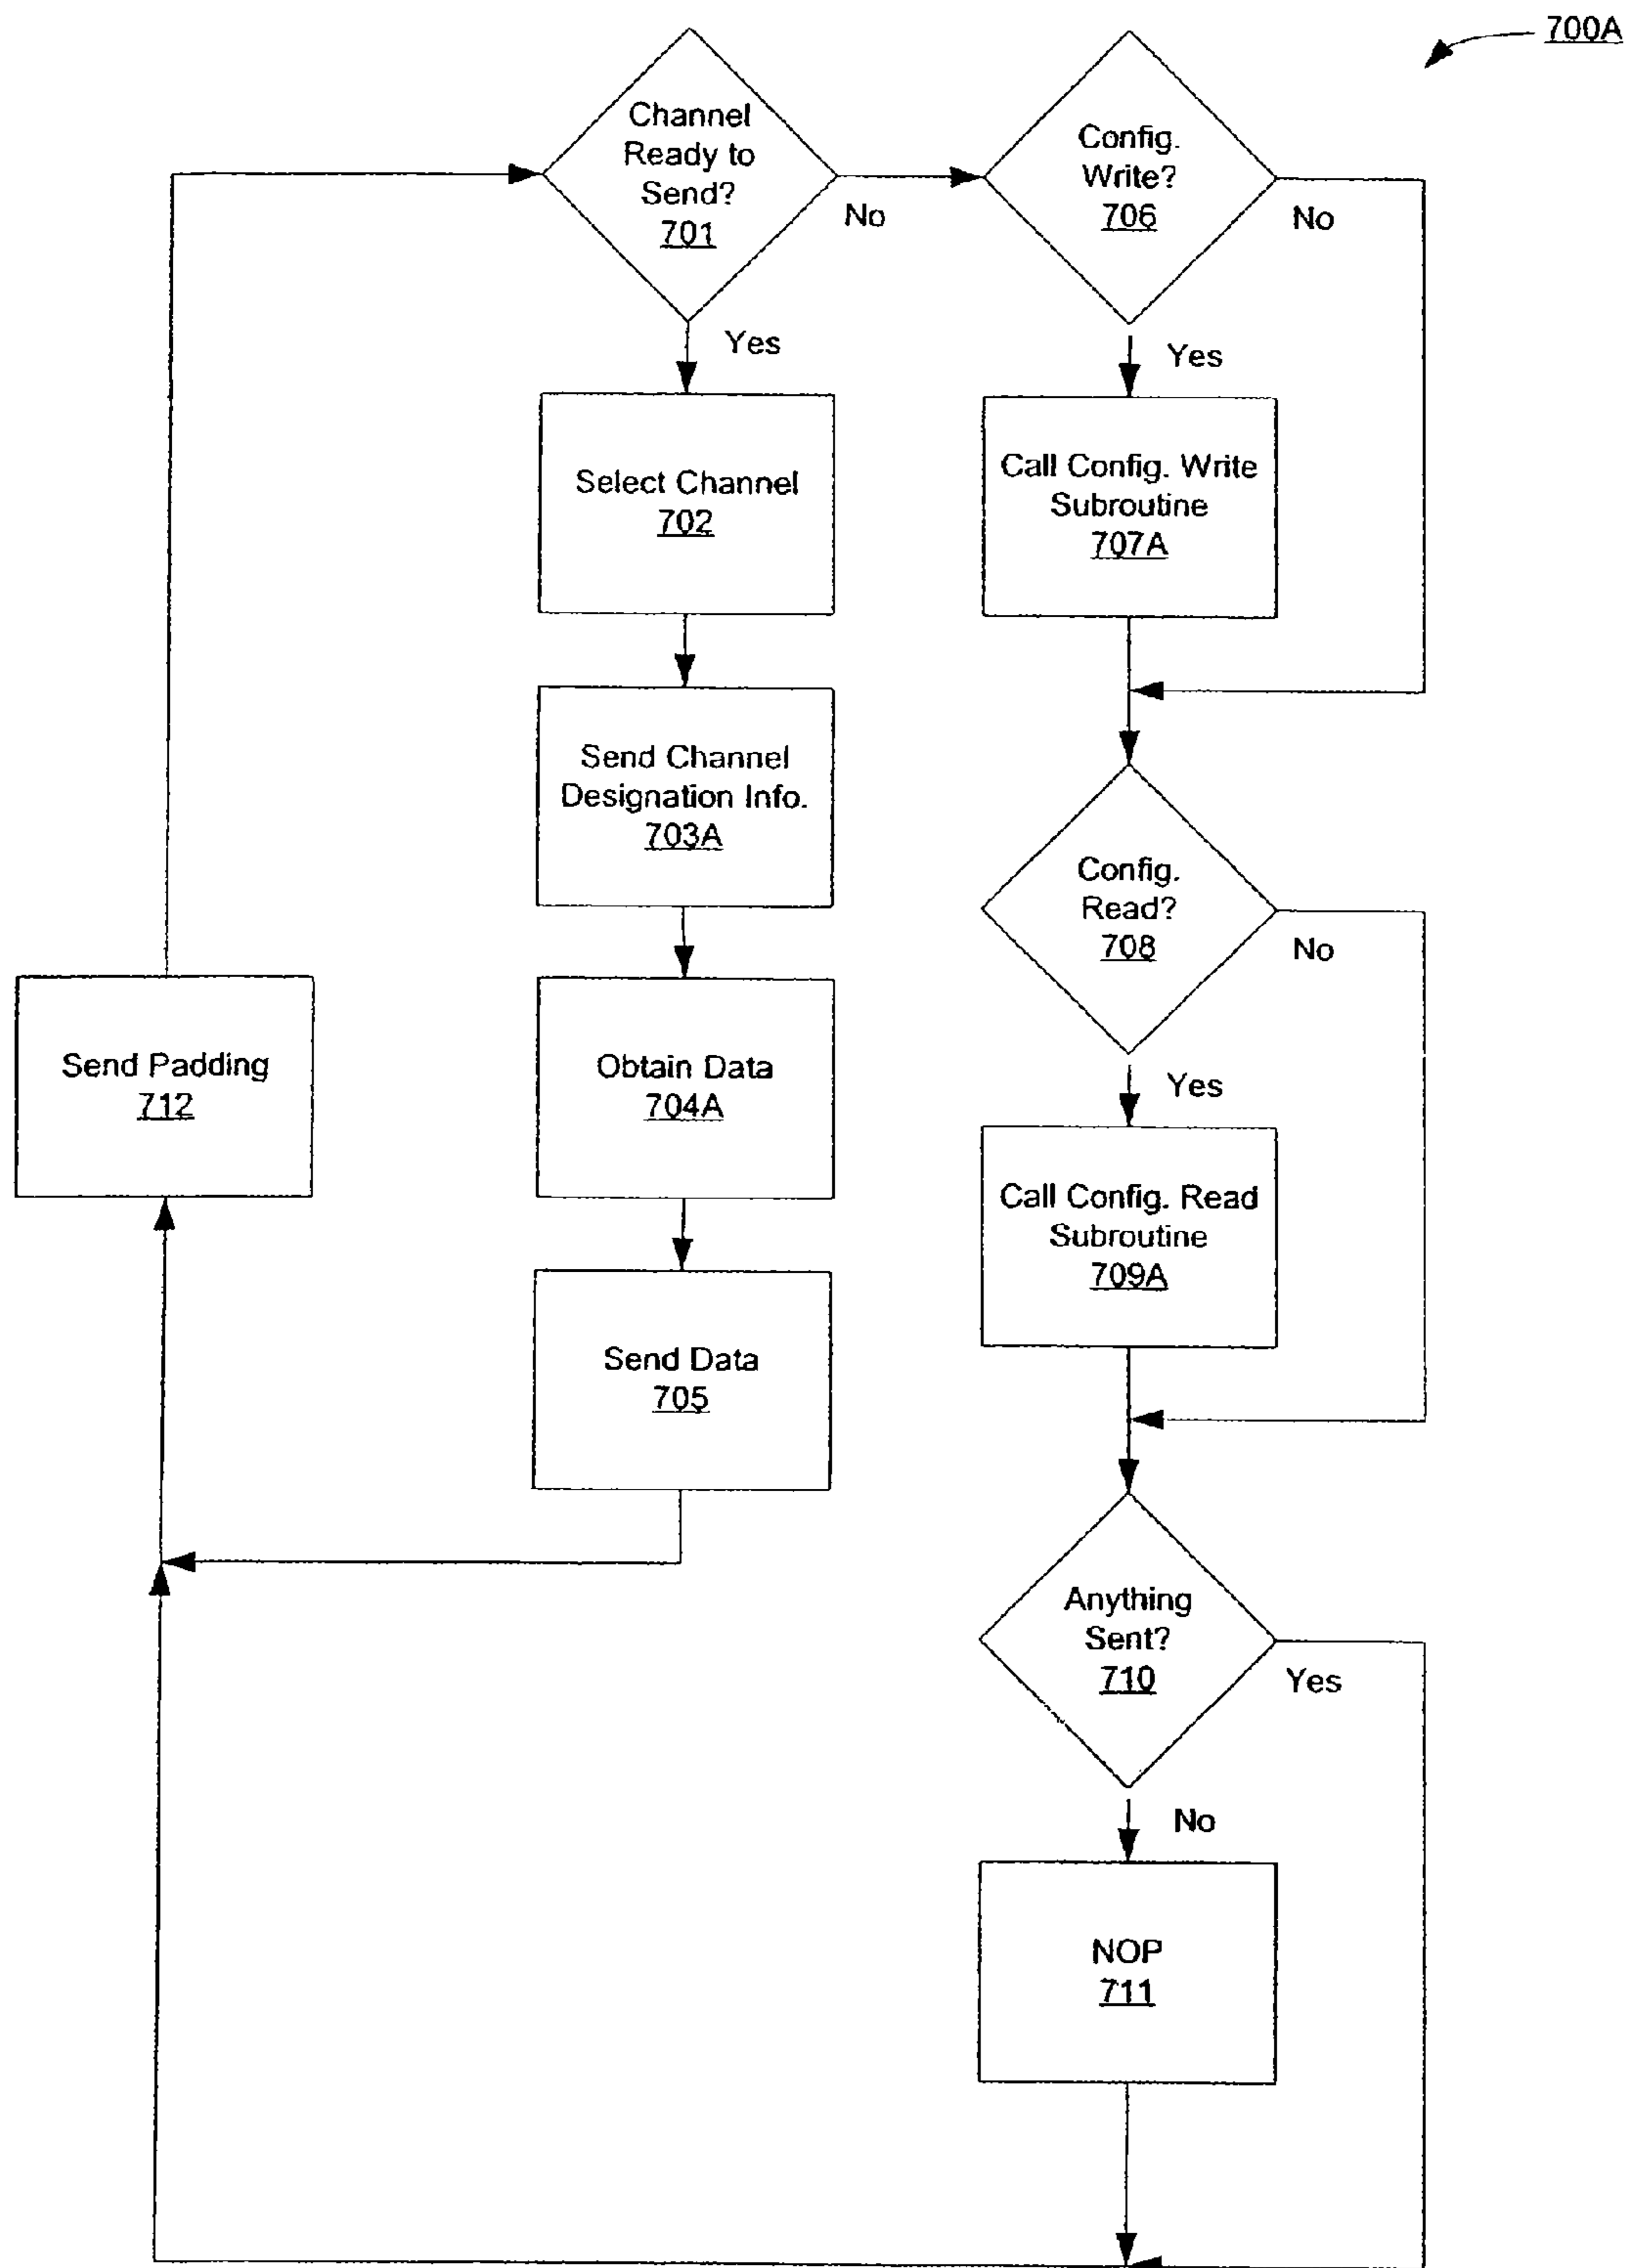 700A
Channel
Ready to
Send?
701
No
Yes
Config.
Write?
706
No
Yes
Select Channel
702
Call Config. Write
Subroutine
707A
Send Channel
Designation Info.
703A
Config.
Read?
708
No
Yes
Send Padding
712
Obtain Data
704A
Call Config. Read
Subroutine
709A
Send Data
705
Anything
Sent?
710
Yes
No
NOP
711